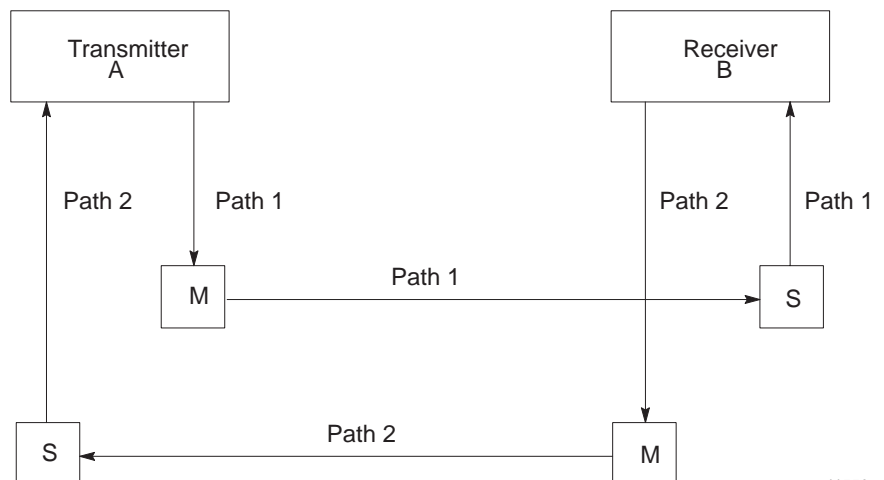 Transmitter
A
Receiver
B
Path 2
Path 1
Path 2
Path 1
M
Path 1
S
S
Path 2
M